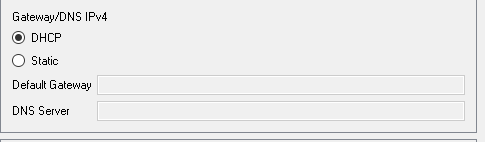 Gateway/DNS IPv4
DHCP
Static
Default Gateway
DNS Server